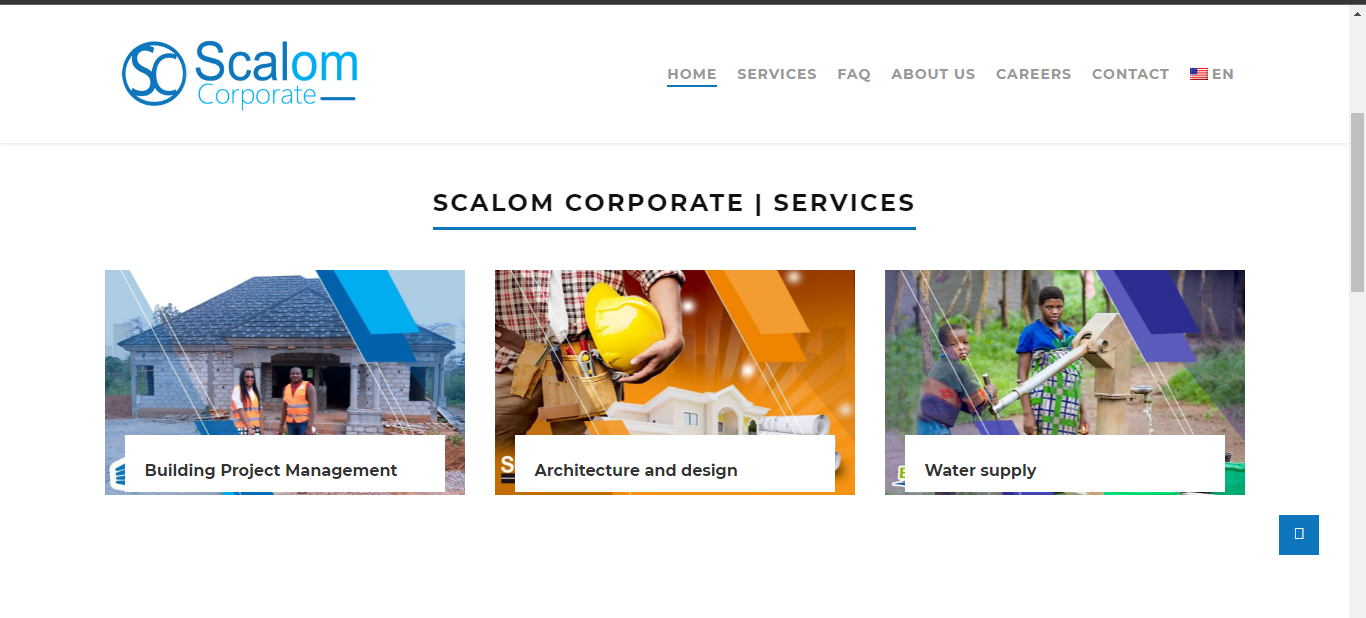 SC Scalom
Corporate
HOME SERVICES FAQ ABOUT US CAREERS CONTACT EN
SCALOM CORPORATE | SERVICES
Building Project Management
Architecture and design
Water supply